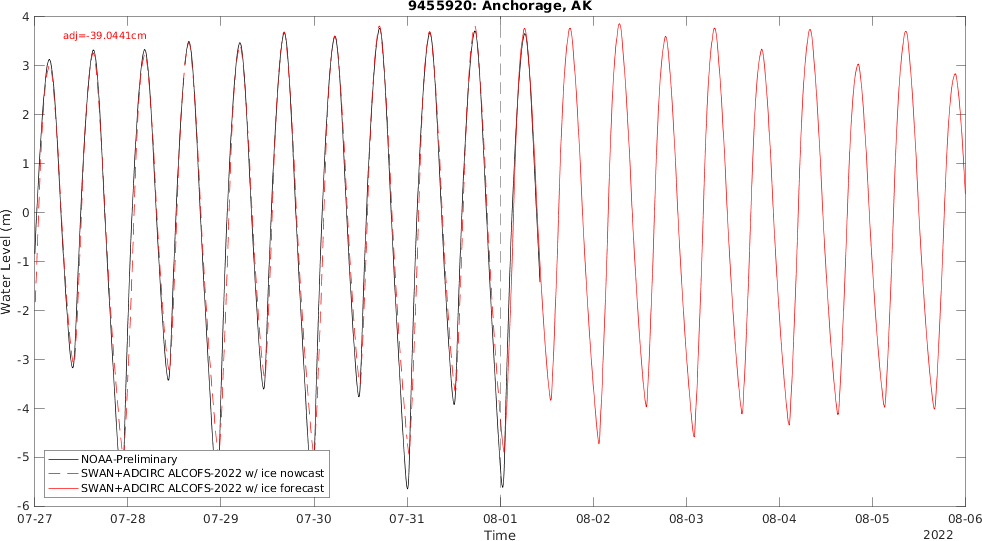 9455920: Anchorage, AK
adj=-39.0441cm
4
3
2
1
0
-1
-2
-3
-4
-5
-6
Water Level (m)
NOAA-Preliminary
SWAN+ADCIRC ALCOFS-2022 w/ ice nowcast
SWAN+ADCIRC ALCOFS-2022 w/ ice forecast
07-27 07-28 07-29 07-30 07-31 08-01 08-02 08-03 08-04 08-05 08-06
Time
2022